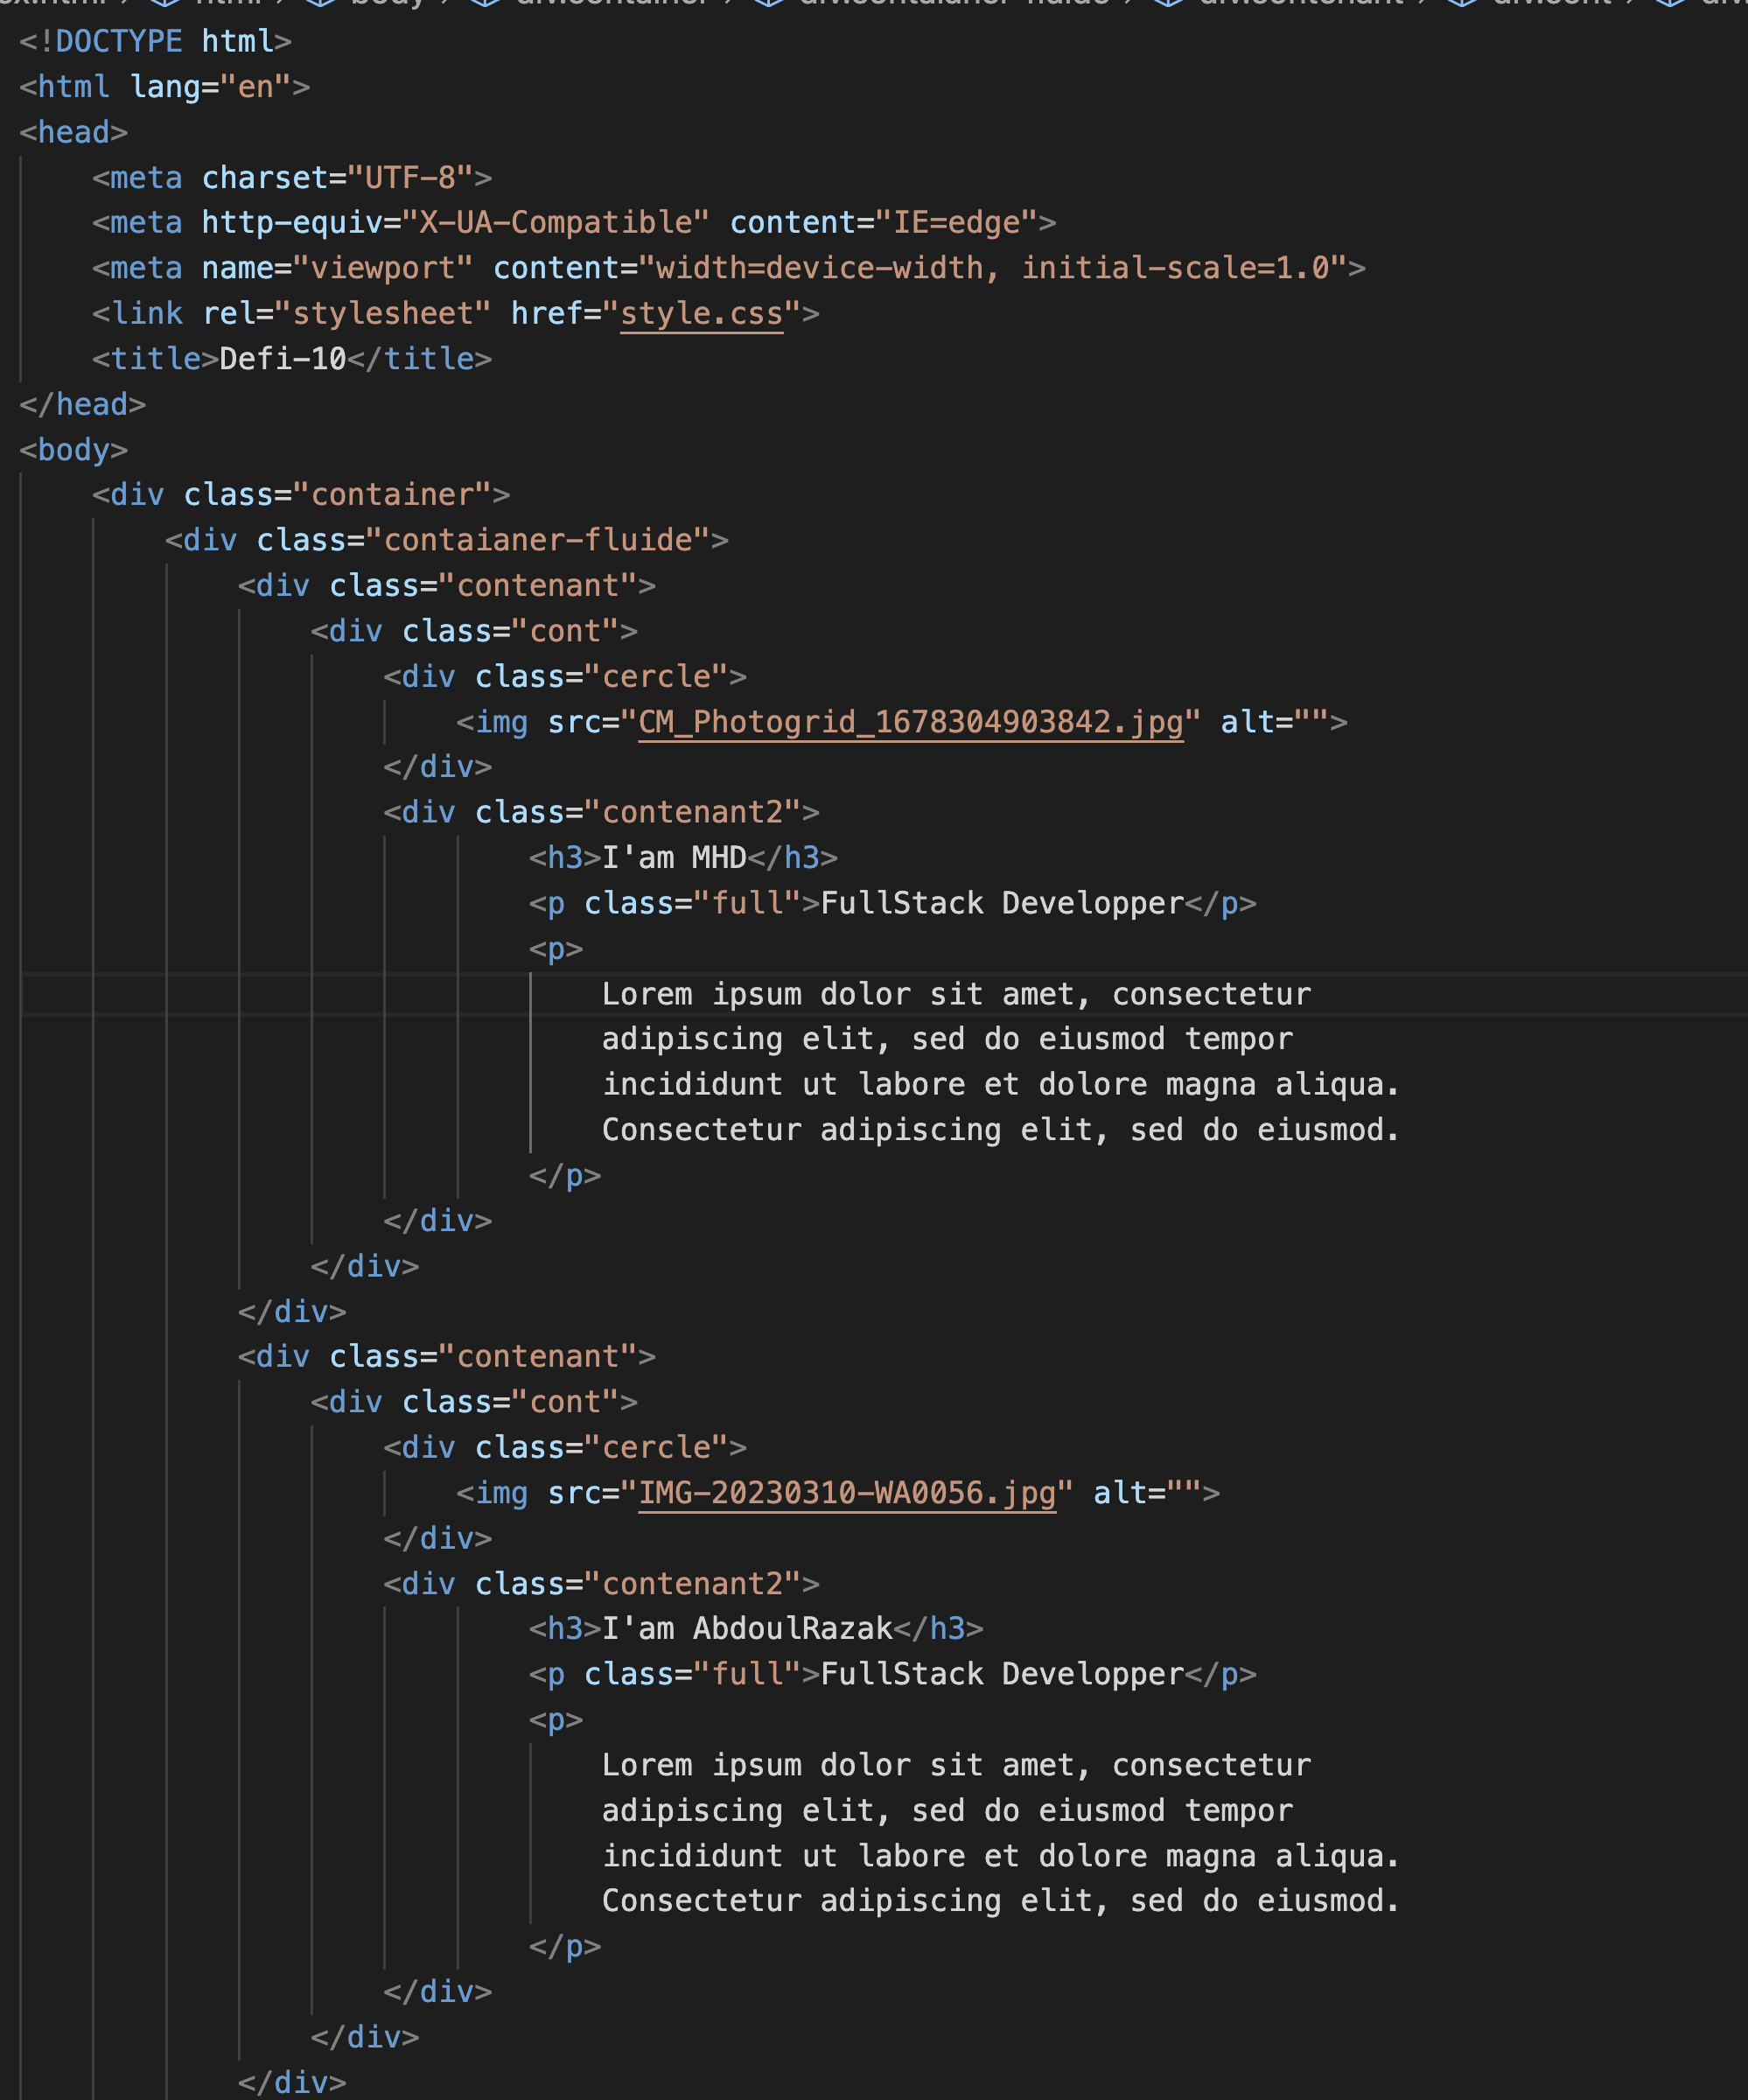 <!DOCTYPE html>
<html lang="en">
<head>
    <meta charset="UTF-8">
    <meta http-equiv="X-UA-Compatible" content="IE=edge">
    <meta name="viewport" content="width=device-width, initial-scale=1.0">
    <link rel="stylesheet" href="style.css">
    <title>Defi-10</title>
</head>
<body>
    <div class="container">
        <div class="contaianer-fluide">
            <div class="contenant">
                <div class="cont">
                    <div class="cercle">
                        <img src="CM_Photogrid_1678304903842.jpg" alt="">
                    </div>
                    <div class="contenant2">
                            <h3>I'am MHD</h3>
                            <p class="full">FullStack Developper</p>
                            <p>
                                Lorem ipsum dolor sit amet, consectetur
                                adipiscing elit, sed do eiusmod tempor
                                incididunt ut labore et dolore magna aliqua.
                                Consectetur adipiscing elit, sed do eiusmod.
                            </p>
                    </div>
                </div>
            </div>
            <div class="contenant">
                <div class="cont">
                    <div class="cercle">
                        <img src="IMG-20230310-WA0056.jpg" alt="">
                    </div>
                    <div class="contenant2">
                            <h3>I'am AbdoulRazak</h3>
                            <p class="full">FullStack Developper</p>
                            <p>
                                Lorem ipsum dolor sit amet, consectetur
                                adipiscing elit, sed do eiusmod tempor
                                incididunt ut labore et dolore magna aliqua.
                                Consectetur adipiscing elit, sed do eiusmod.
                            </p>
                    </div>
                </div>
            </div>